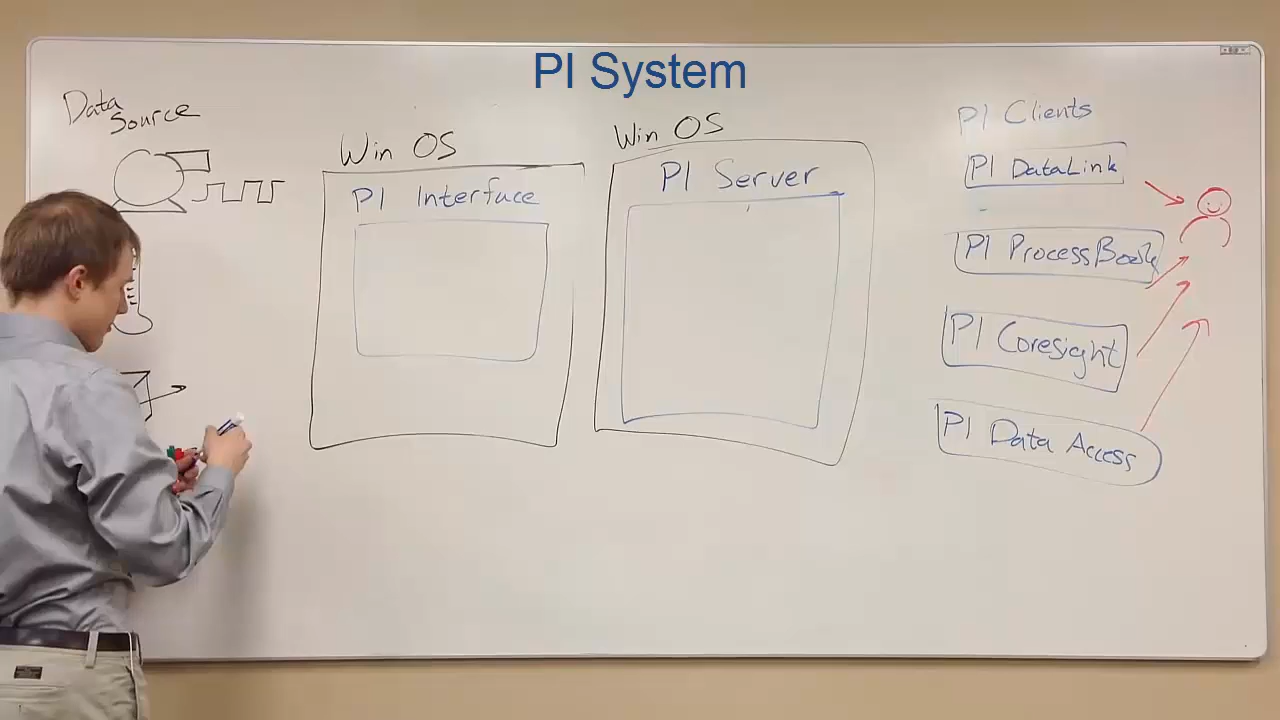 PI System
Data
Source
Win OS
PI Interface
Win OS
PI Server
PI Clients
PI DataLink
PI ProcessBook
PI Coresight
PI Data Access